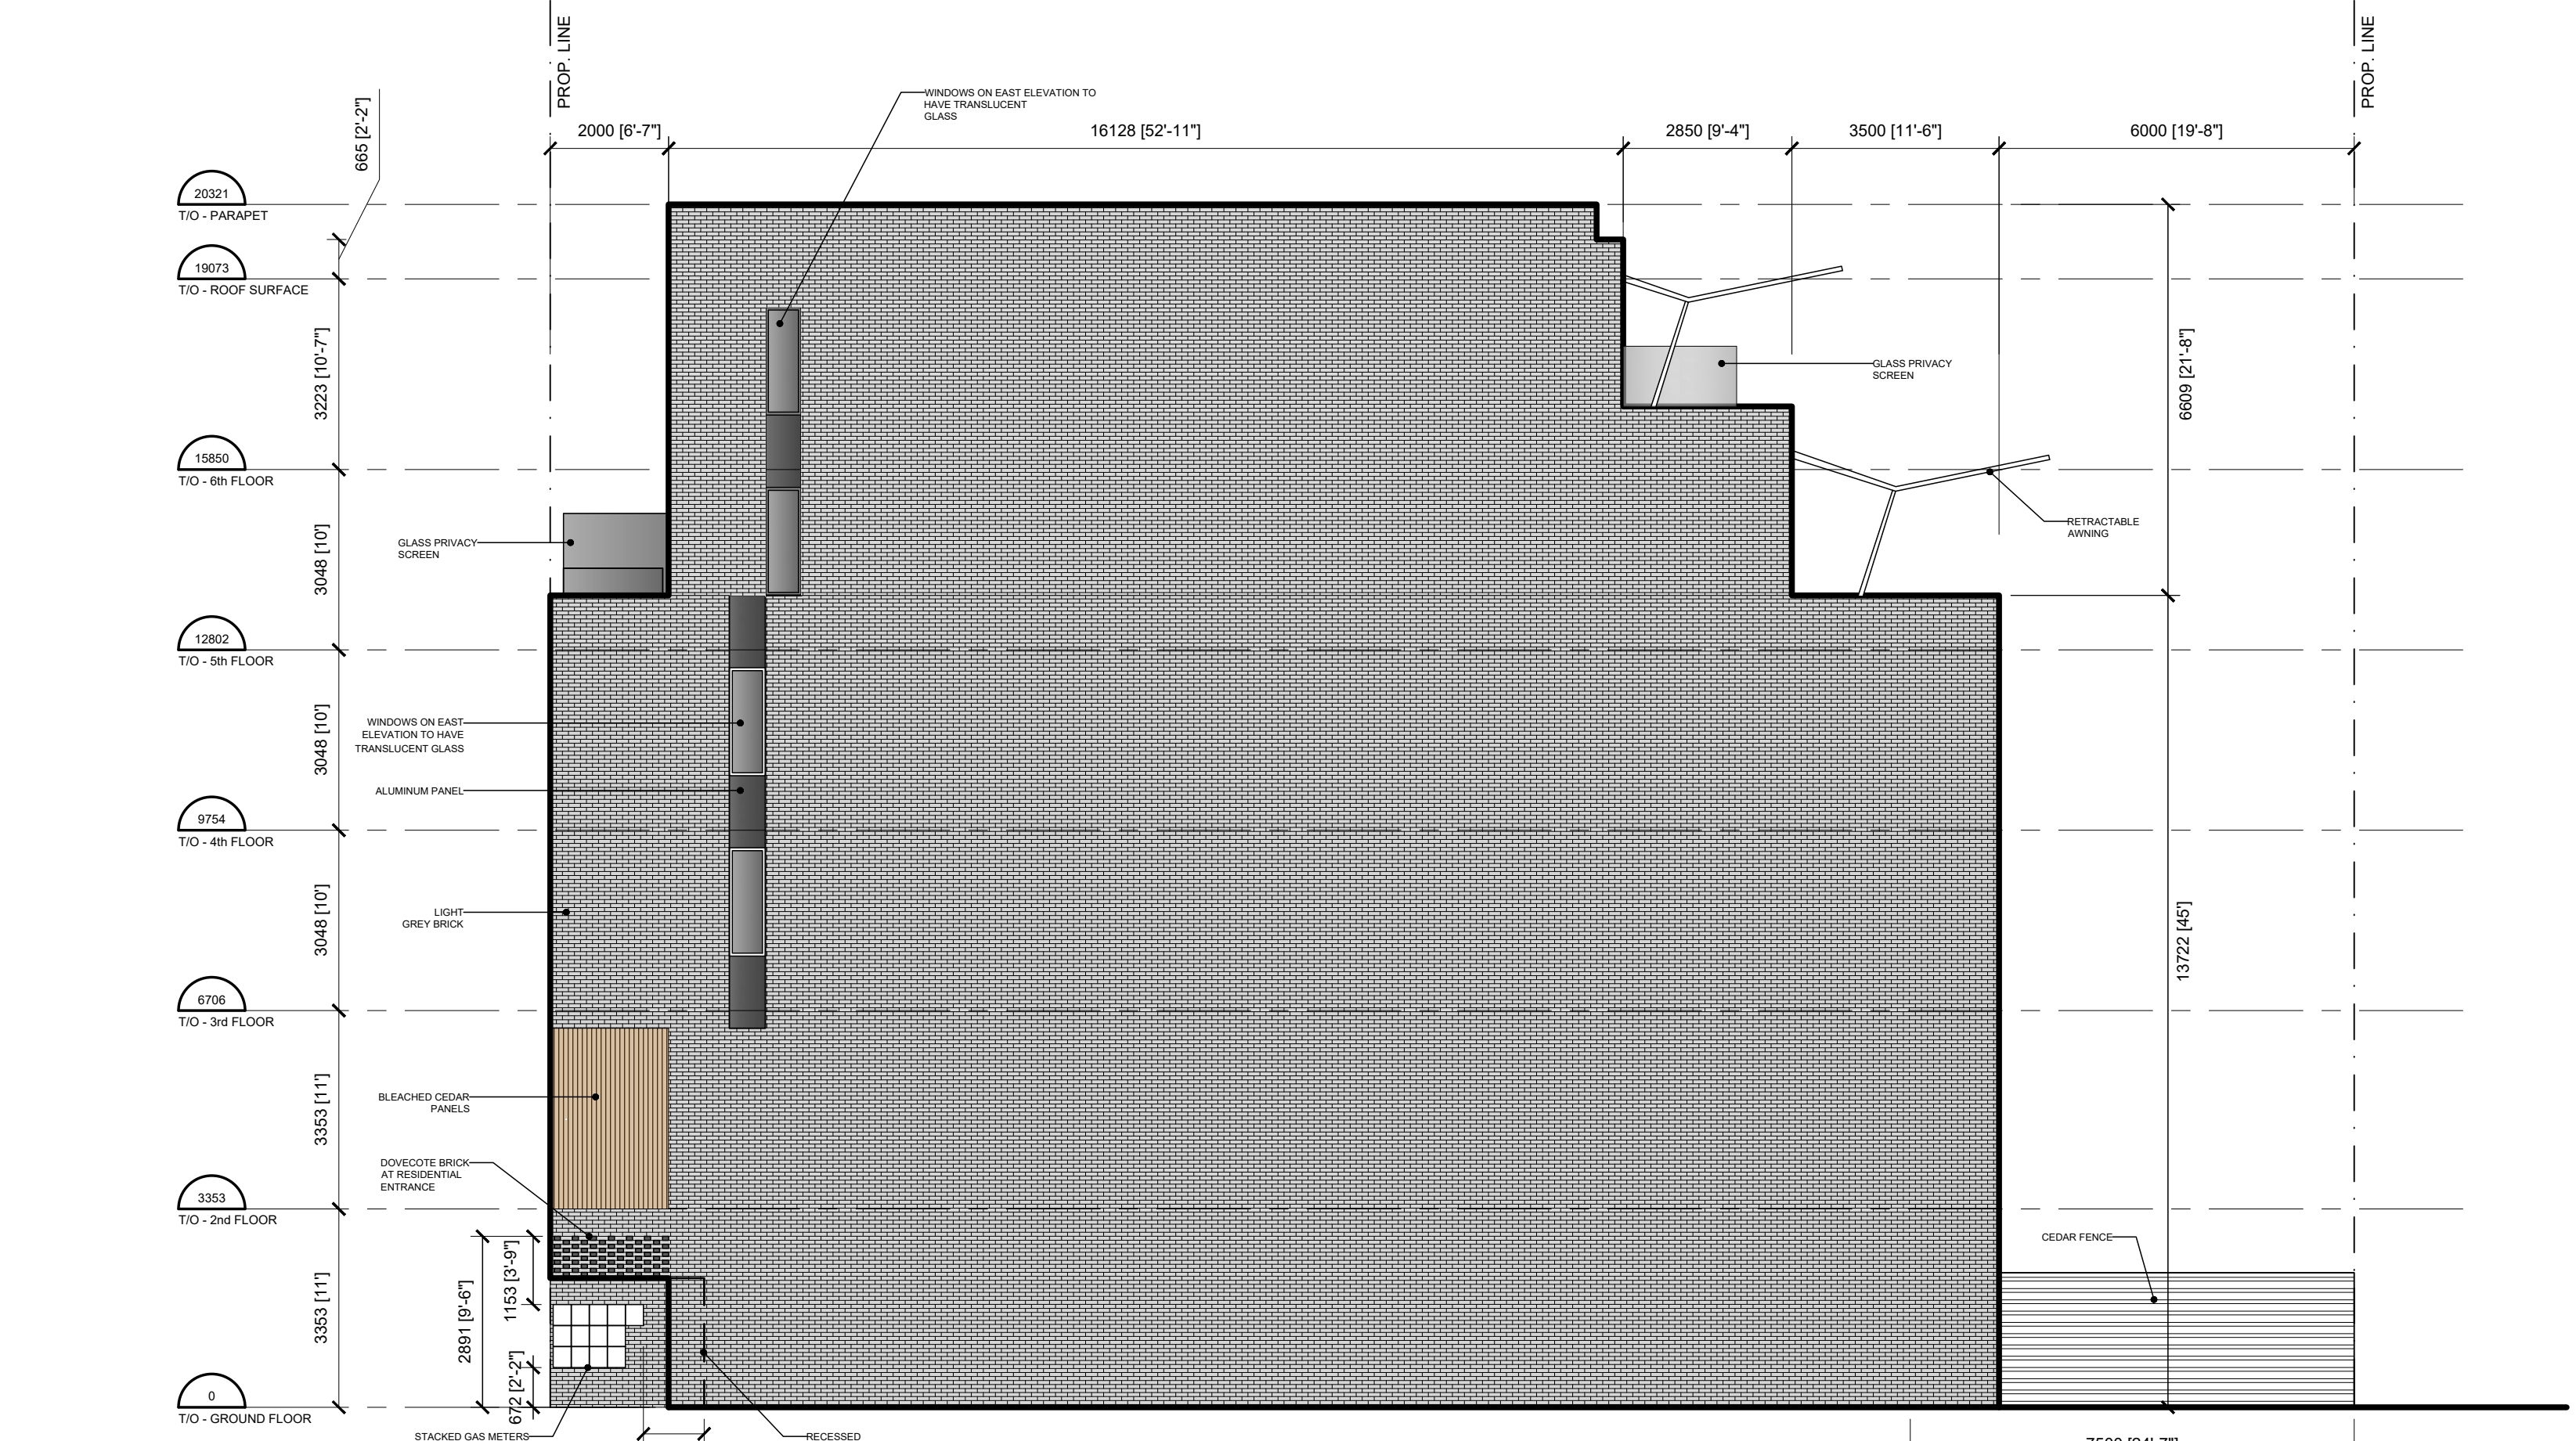 PROP. LINE
PROP. LINE
665 [2'-2"]
WINDOWS ON EAST ELEVATION TO
HAVE TRANSLUCENT
GLASS
2000 [6'-7"]
16128 [52'-11"]
2850 [9'-4"]
3500 [11'-6"]
6000 [19'-8"]
20321
T/O - PARAPET
19073
T/O - ROOF SURFACE
3223 [10'-7"]
GLASS PRIVACY
SCREEN
6609 [21'-8"]
15850
T/O - 6th FLOOR
RETRACTABLE
AWNING
GLASS PRIVACY
SCREEN
3048 [10']
12802
T/O - 5th FLOOR
WINDOWS ON EAST
ELEVATION TO HAVE
TRANSLUCENT GLASS
3048 [10']
ALUMINUM PANEL
9754
T/O - 4th FLOOR
LIGHT
GREY BRICK
3048 [10']
13722 [45']
6706
T/O - 3rd FLOOR
BLEACHED CEDAR
PANELS
3353 [11']
DOVECOTE BRICK
AT RESIDENTIAL
ENTRANCE
3353
T/O - 2nd FLOOR
CEDAR FENCE
1153 [3'-9"]
2891 [9'-6"]
3353 [11']
672 [2'-2"]
0
T/O - GROUND FLOOR
STACKED GAS METERS
RECESSED